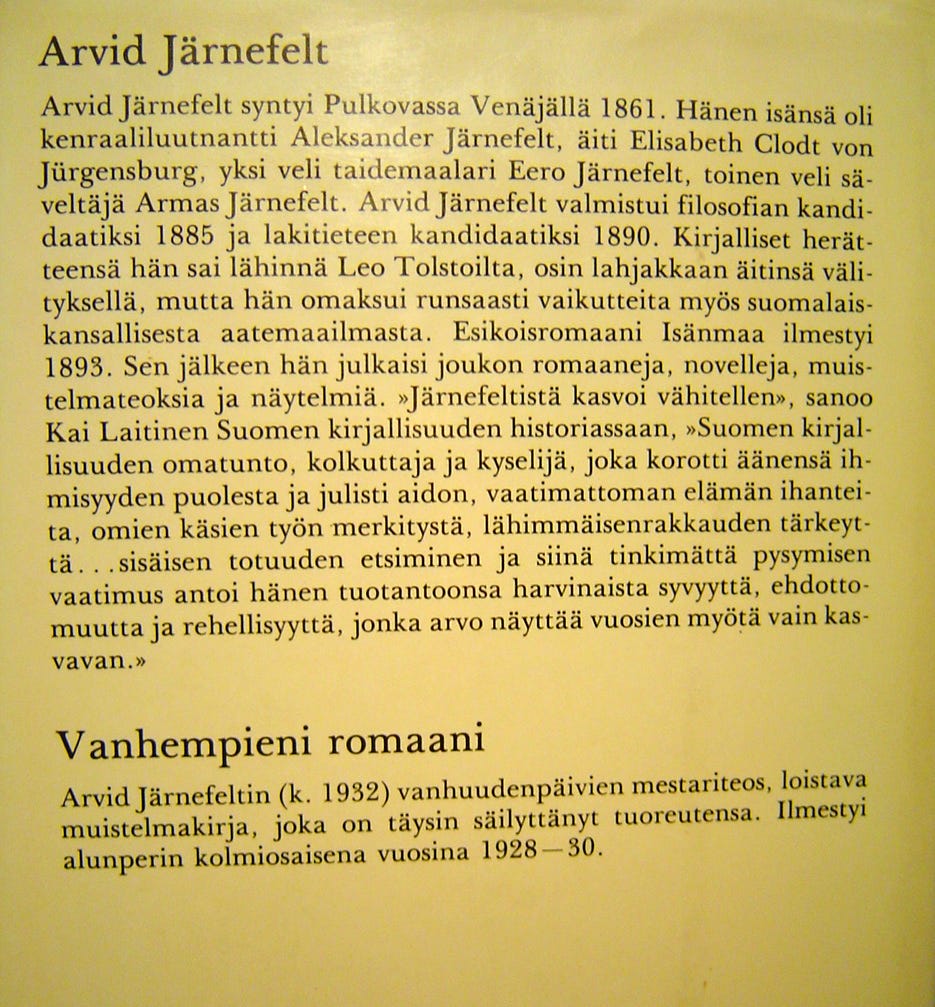 Arvid Järnefelt
Arvid Järnefelt syntyi Pulkovassa Venäjällä 1861. Hänen isänsä oli
kenraaliluutnantti Aleksander Järnefelt, äiti Elisabeth Clodt von
Jürgensburg, yksi veli taidemaalari Eero Järnefelt, toinen veli sä-
veltäjä Armas Järnefelt. Arvid Järnefelt valmistui filosofian kandi-
daatiksi 1885 ja lakitieteen kandidaatiksi 1890. Kirjalliset herät-
teensä hän sai lähinnä Leo Tolstoilta, osin lahjakkaan äitinsä väli-
tyksellä, mutta hän omaksui runsaasti vaikutteita myös suomalais-
kansallisesta aatemaailmasta. Esikoisromaani Isänmaa ilmestyi
1893. Sen jälkeen hän julkaisi joukon romaaneja, novelleja, muis-
telmateoksia ja näytelmiä. »Järnefeltistä kasvoi vähitellen», sanoo
Kai Laitinen Suomen kirjallisuuden historiassaan, »Suomen kirjal-
lisuuden omatunto, kolkuttaja ja kyselijä, joka korotti äänensä ih-
misyyden puolesta ja julisti aidon, vaatimattoman elämän ihantei-
ta, omien käsien työn merkitystä, lähimmäisenrakkauden tärkeyt-
tä. . . sisäisen totuuden etsiminen ja siinä tinkimättä pysymisen
vaatimus antoi hänen tuotantoonsa harvinaista syvyyttä, ehdotto-
muutta ja rehellisyyttä, jonka arvo näyttää vuosien myötä vain kas-
vavan.»
Vanhempieni romaani
Arvid Järnefeltin (k. 1932) vanhuudenpäivien mestariteos, loistava
muistelmakirja, joka on täysin säilyttänyt tuoreutensa. Ilmestyi
alunperin kolmiosaisena vuosina 1928—30.